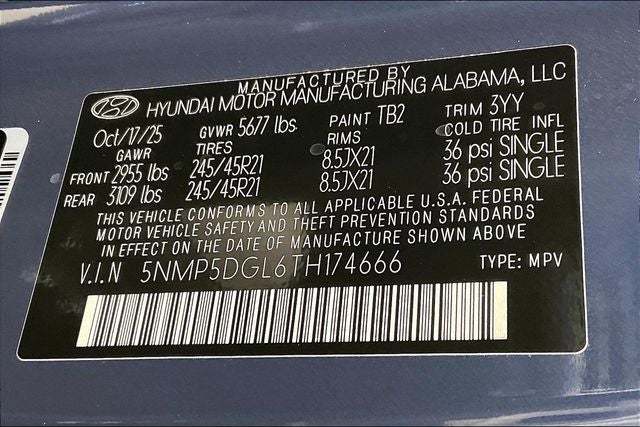 MANUFACTURED BY
HYUNDAI MOTOR MANUFACTURING ALABAMA, LLC
Oct/17/25 GVWR 5677 lbs. PAINT TB2 TRIM 3YY
GAWR TIRES RIMS COLD TIRE INFL
FRONT 2955 lbs 245/45R21 8.5JX21 36 psi SINGLE
REAR 3109 lbs 245/45R21 8.5JX21 36 psi SINGLE
THIS VEHICLE CONFORMS TO ALL APPLICABLE U.S.A. FEDERAL
MOTOR VEHICLE SAFETY AND THEFT PREVENTION STANDARDS
IN EFFECT ON THE DATE OF MANUFACTURE SHOWN ABOVE
V.I.N 5NMP5DGL6TH174666 TYPE: MPV